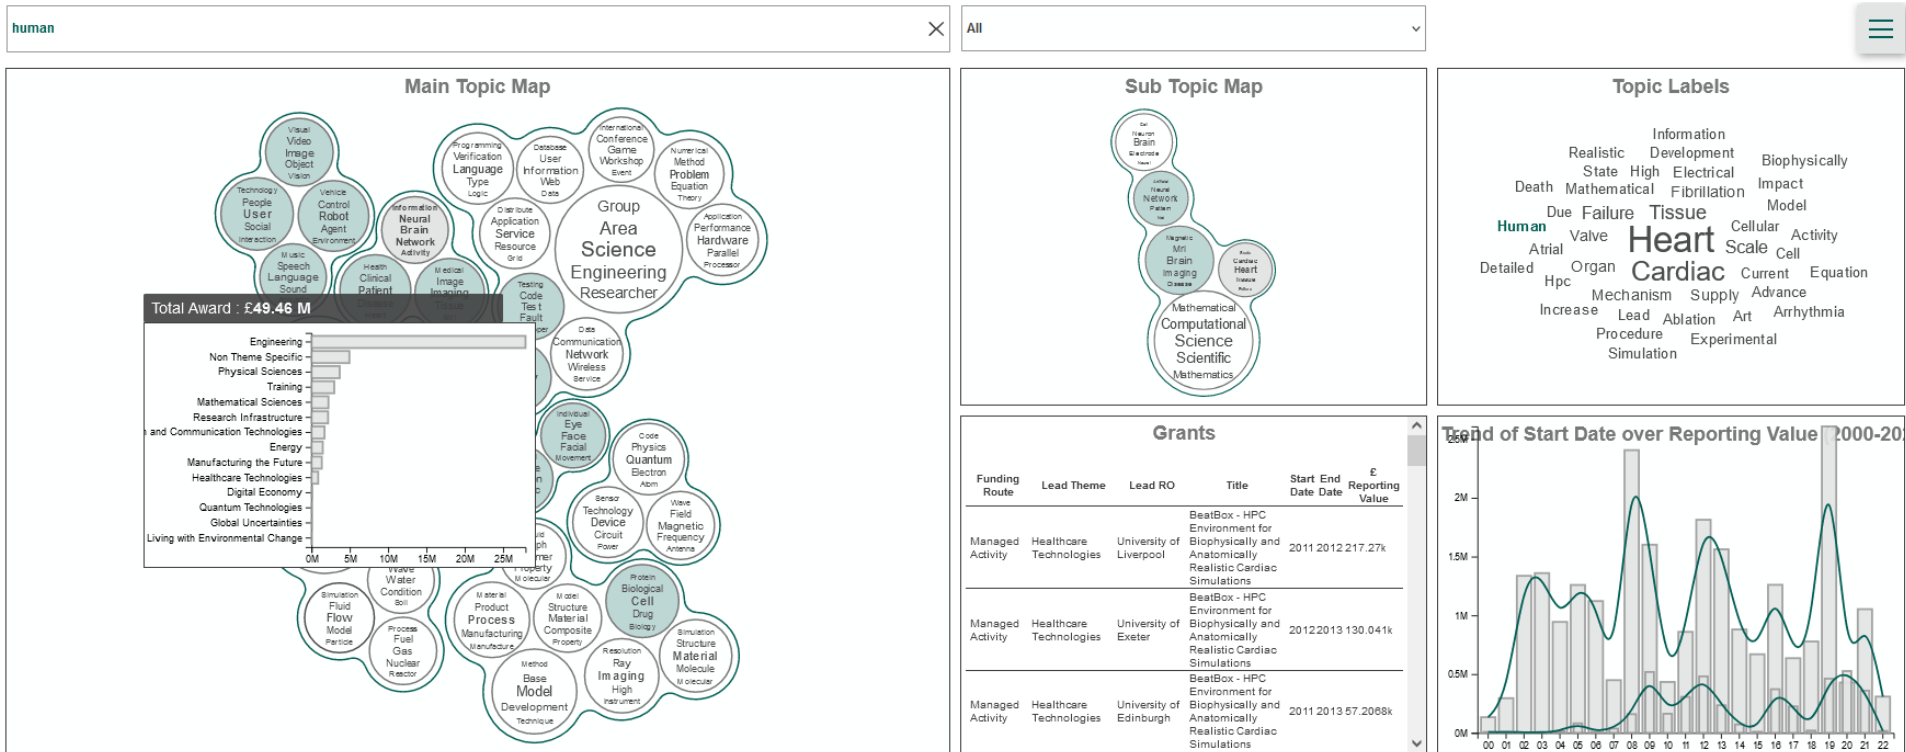 human
All
Main Topic Map
Visual
Video
Image
Object
Vision
Technology
People
User
Social
Interaction
Vehicle
Control
Robot
Agent
Environment
Music
Speech
Language
Sound
Information
Neural
Brain
Network
Activity
Health
Clinical
Patient
Medical
Image
Imaging
Programming
Verification
Language
Type
Logic
Database
User
Information
Web
Data
International
Conference
Game
Workshop
Event
Numerical
Method
Problem
Equation
Theory
Distribute
Application
Service
Resource
Grid
Group
Area
Science
Engineering
Researcher
Application
Performance
Hardware
Parallel
Processor
Testing
Code
Test
Fault
Data
Communication
Network
Wireless
Service
Total Award : £49.46 M
Engineering
Non Theme Specific
Physical Sciences
Training
Mathematical Sciences
Research Infrastructure
and Communication Technologies
Energy
Manufacturing the Future
Healthcare Technologies
Digital Economy
Quantum Technologies
Global Uncertainties
Living with Environmental Change
0M 5M 10M 15M 20M 25M
Individual
Eye
Face
Facial
Movement
Code
Physics
Quantum
Electron
Atom
Sensor
Technology
Device
Circuit
Power
Wave
Field
Magnetic
Frequency
Antenna
Property
Molecular
Wave
Water
Condition
Soil
Simulation
Fluid
Flow
Model
Particle
Process
Fuel
Gas
Nuclear
Reactor
Material
Product
Process
Manufacturing
Manufacture
Model
Structure
Material
Composite
Property
Protein
Biological
Cell
Drug
Biology
Simulation
Structure
Material
Molecule
Molecular
Resolution
Ray
Imaging
High
Instrument
Method
Base
Model
Development
Technique
Sub Topic Map
Cell
Neuron
Brain
Electrode
Neural
Network
Pattern
Magnetic
Mri
Brain
Imaging
Disease
Cardiac
Heart
Mathematical
Computational
Science
Scientific
Mathematics
Topic Labels
Information
Realistic Development Biophysically
State High Electrical
Death Mathematical Fibrillation Impact
Due Failure Tissue Model
Human Valve Heart Cellular Activity
Atrial Scale Cell
Detailed Organ Cardiac Current Equation
Hpc Mechanism Supply Advance
Increase Lead Ablation Art Arrhythmia
Procedure Experimental
Simulation
Grants
Funding Route Lead Theme Lead RO Title Start Date End Date £ Reporting Value
Managed Activity Healthcare Technologies University of Liverpool BeatBox - HPC Environment for Biophysically and Anatomically Realistic Cardiac Simulations 2011 2012 217.27k
Managed Activity Healthcare Technologies University of Exeter BeatBox - HPC Environment for Biophysically and Anatomically Realistic Cardiac Simulations 2012 2013 130.041k
Managed Activity Healthcare Technologies University of Edinburgh BeatBox - HPC Environment for Biophysically and Anatomically Realistic Cardiac Simulations 2011 2013 57.2068k
Trend of Start Date over Reporting Value (2000-20
2.5M
2M
1.5M
1M
0.5M
0M
00 01 02 03 04 05 06 07 08 09 10 11 12 13 14 15 16 17 18 19 20 21 22